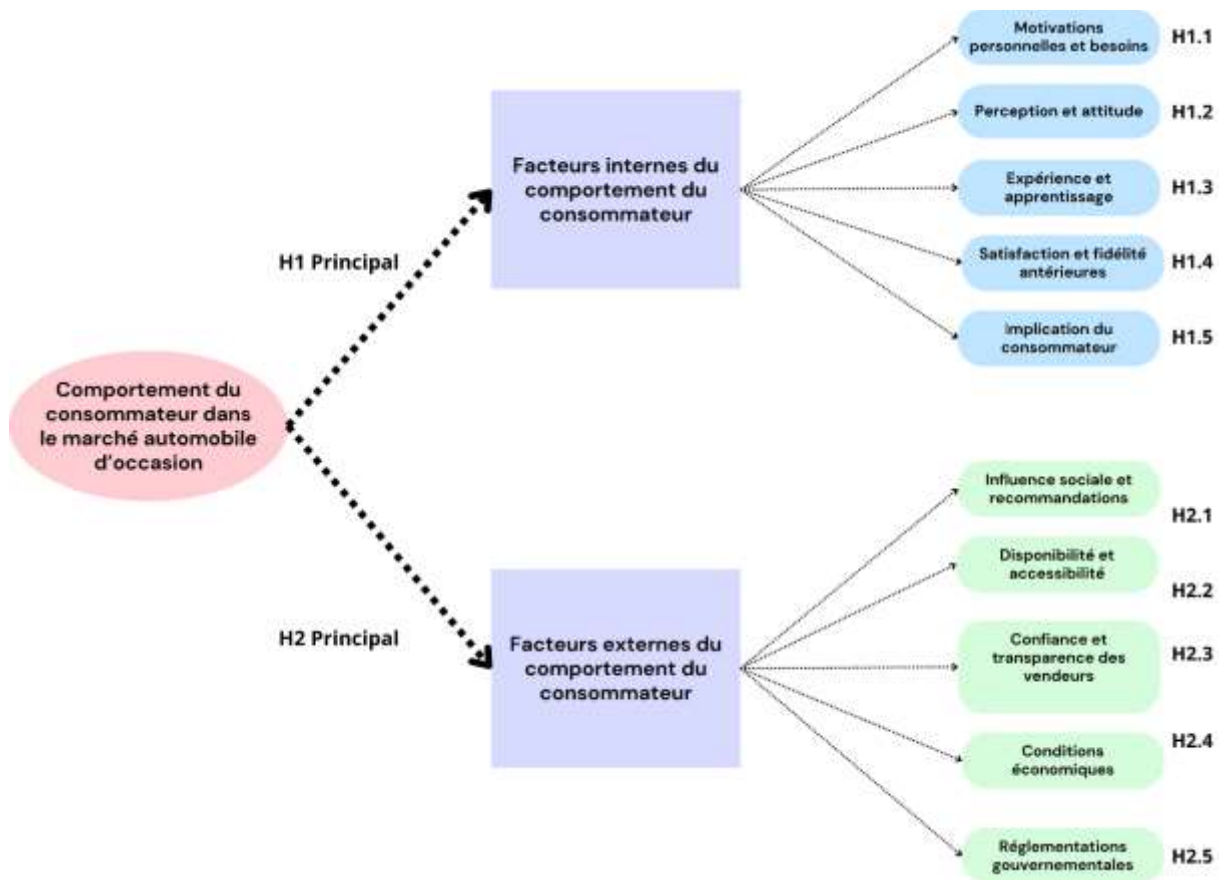 Motivations
personnelles et besoins
H1.1
Perception et attitude
H1.2
Facteurs internes du
comportement du
consommateur
Expérience et
apprentissage
H1.3
H1 Principal
Satisfaction et fidélité
antérieures
H1.4
Implication du
consommateur
H1.5
Comportement du
consommateur dans
le marché automobile
d'occasion
Influence sociale et
recommandations
H2.1
Disponibilité et
accessibilité
H2.2
H2 Principal
Facteurs externes du
comportement du
consommateur
Confiance et
transparence des
vendeurs
H2.3
Conditions
économiques
H2.4
Réglementations
gouvernementales
H2.5